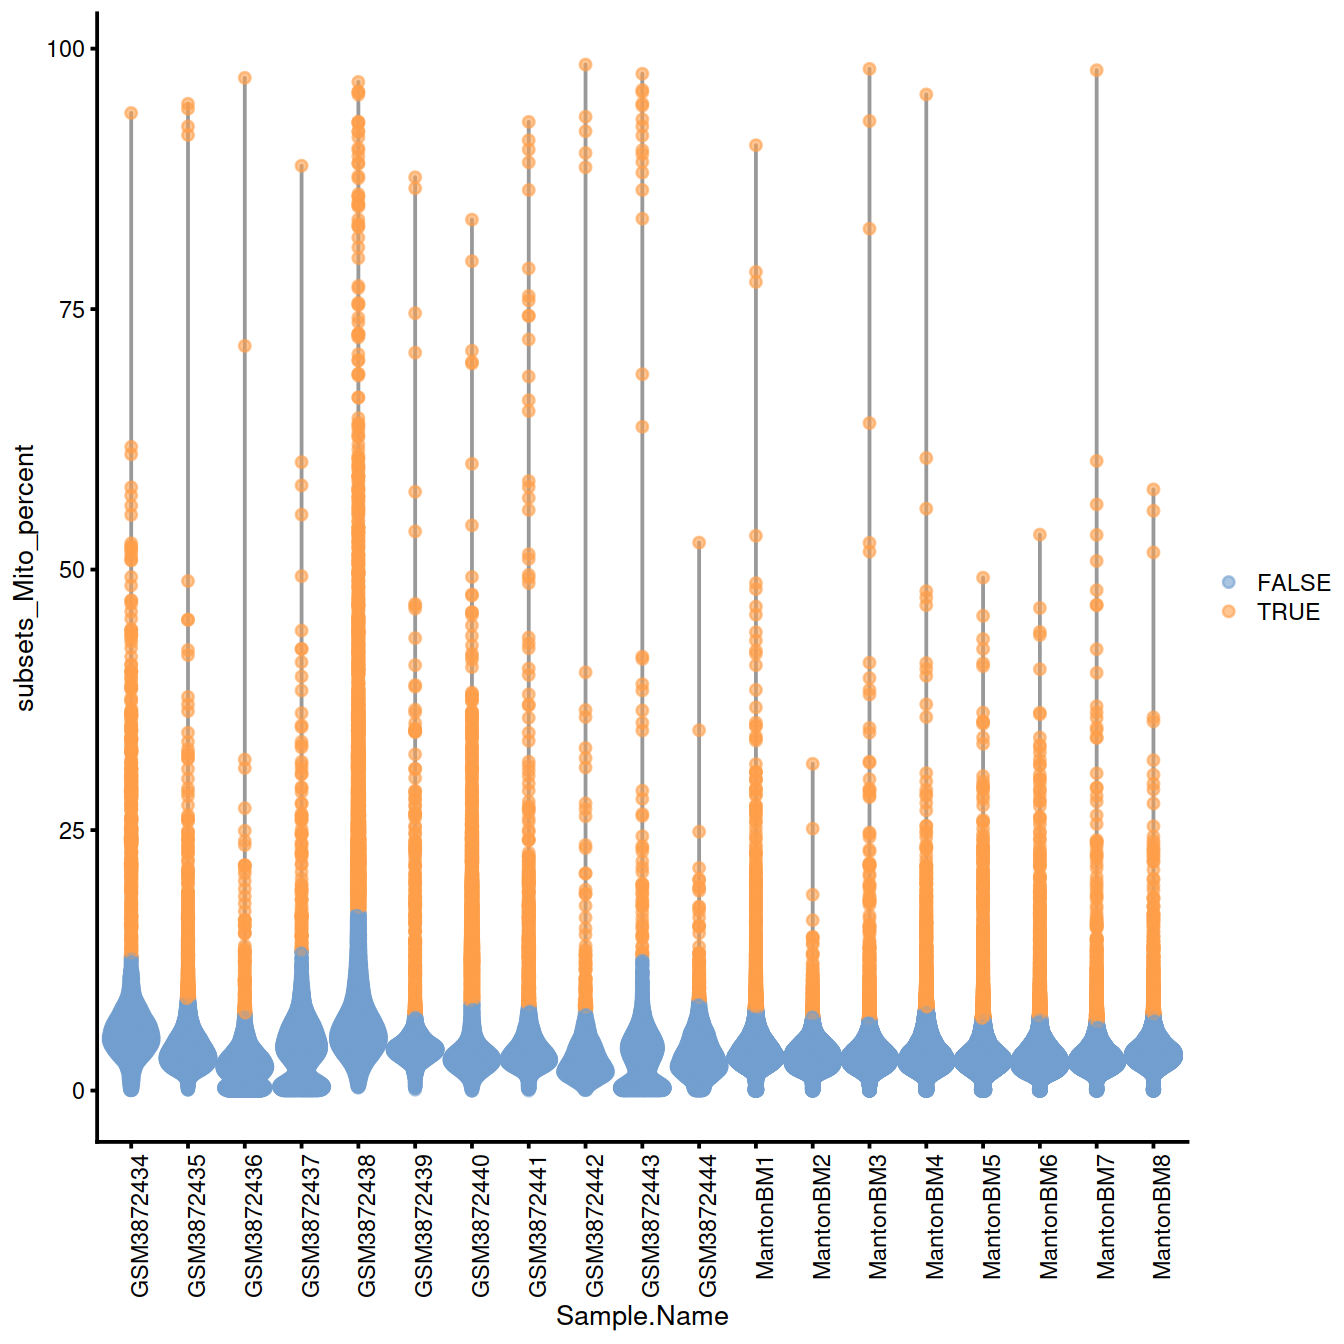 100
75
50
25
0
subsets_Mito_percent
GSM3872434
GSM3872435
GSM3872436
GSM3872437
GSM3872438
GSM3872439
GSM3872440
GSM3872441
GSM3872442
GSM3872443
GSM3872444
MantonBM1
MantonBM2
MantonBM3
MantonBM4
MantonBM5
MantonBM6
MantonBM7
MantonBM8
Sample.Name
FALSE
TRUE